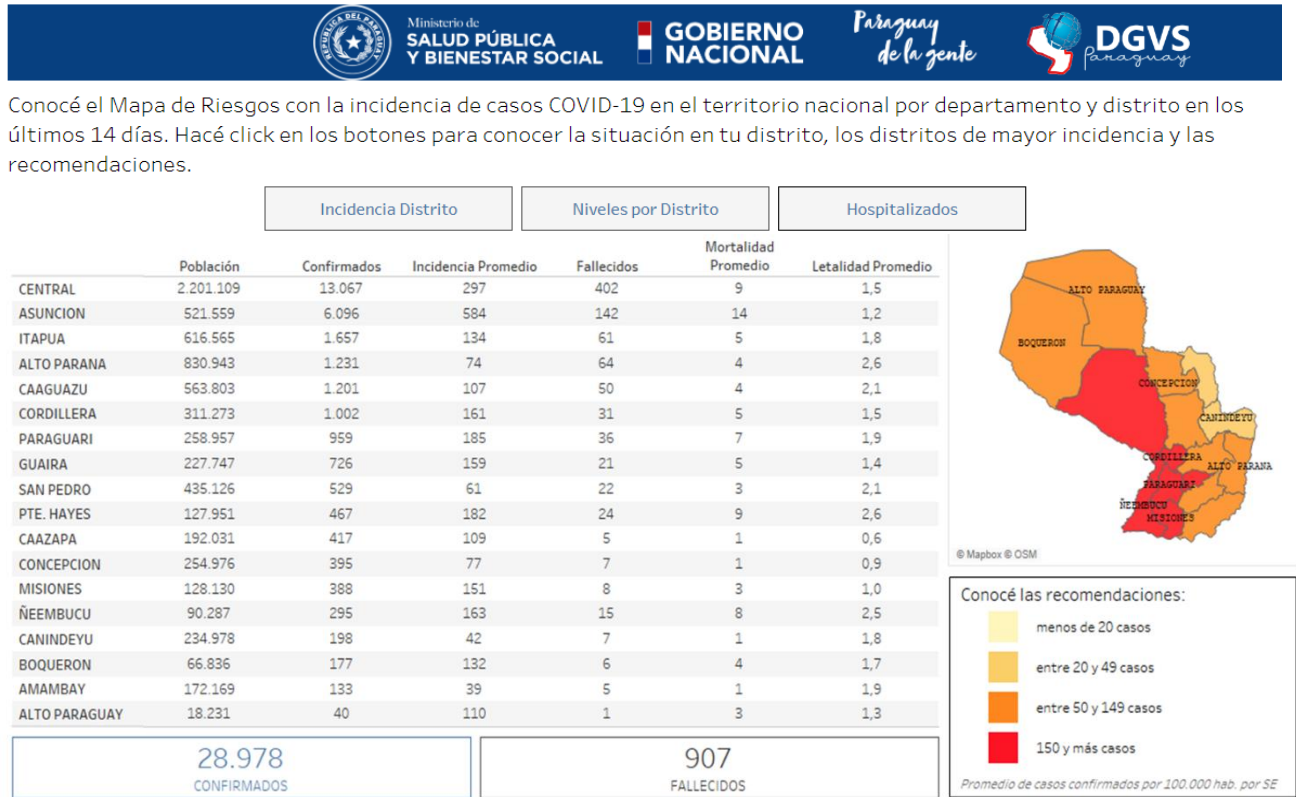 REPÚBLICA DEL PARAGUAY
Ministerio de
SALUD PÚBLICA
Y BIENESTAR SOCIAL
GOBIERNO
NACIONAL
Paraguay
de la gente
DGVS
Paraguay
Conocé el Mapa de Riesgos con la incidencia de casos COVID-19 en el territorio nacional por departamento y distrito en los
últimos 14 días. Hacé click en los botones para conocer la situación en tu distrito, los distritos de mayor incidencia y las
recomendaciones.
Incidencia Distrito Niveles por Distrito Hospitalizados
Población Confirmados Incidencia Promedio Fallecidos Mortalidad Promedio Letalidad Promedio
CENTRAL 2.201.109 13.067 297 402 9 1,5
ASUNCION 521.559 6.096 584 142 14 1,2
ITAPUA 616.565 1.657 134 61 5 1,8
ALTO PARANA 830.943 1.231 74 64 4 2,6
CAAGUAZU 563.803 1.201 107 50 4 2,1
CORDILLERA 311.273 1.002 161 31 5 1,5
PARAGUARI 258.957 959 185 36 7 1,9
GUAIRA 227.747 726 159 21 5 1,4
SAN PEDRO 435.126 529 61 22 3 2,1
PTE. HAYES 127.951 467 182 24 9 2,6
CAAZAPA 192.031 417 109 5 1 0,6
CONCEPCION 254.976 395 77 7 1 0,9
MISIONES 128.130 388 151 8 3 1,0
ÑEEMBUCU 90.287 295 163 15 8 2,5
CANINDEYU 234.978 198 42 7 1 1,8
BOQUERON 66.836 177 132 6 4 1,7
AMAMBAY 172.169 133 39 5 1 1,9
ALTO PARAGUAY 18.231 40 110 1 3 1,3
28.978
CONFIRMADOS
907
FALLECIDOS
ALTO PARAGUAY
BOQUERON
CONCEPCION
CANINDEYU
CORDILLERA
ALTO PARANA
PARAGUARI
ÑEEMBUCU
MISIONES
© Mapbox © OSM
Conocé las recomendaciones:
menos de 20 casos
entre 20 y 49 casos
entre 50 y 149 casos
150 y más casos
Promedio de casos confirmados por 100.000 hab. por SE